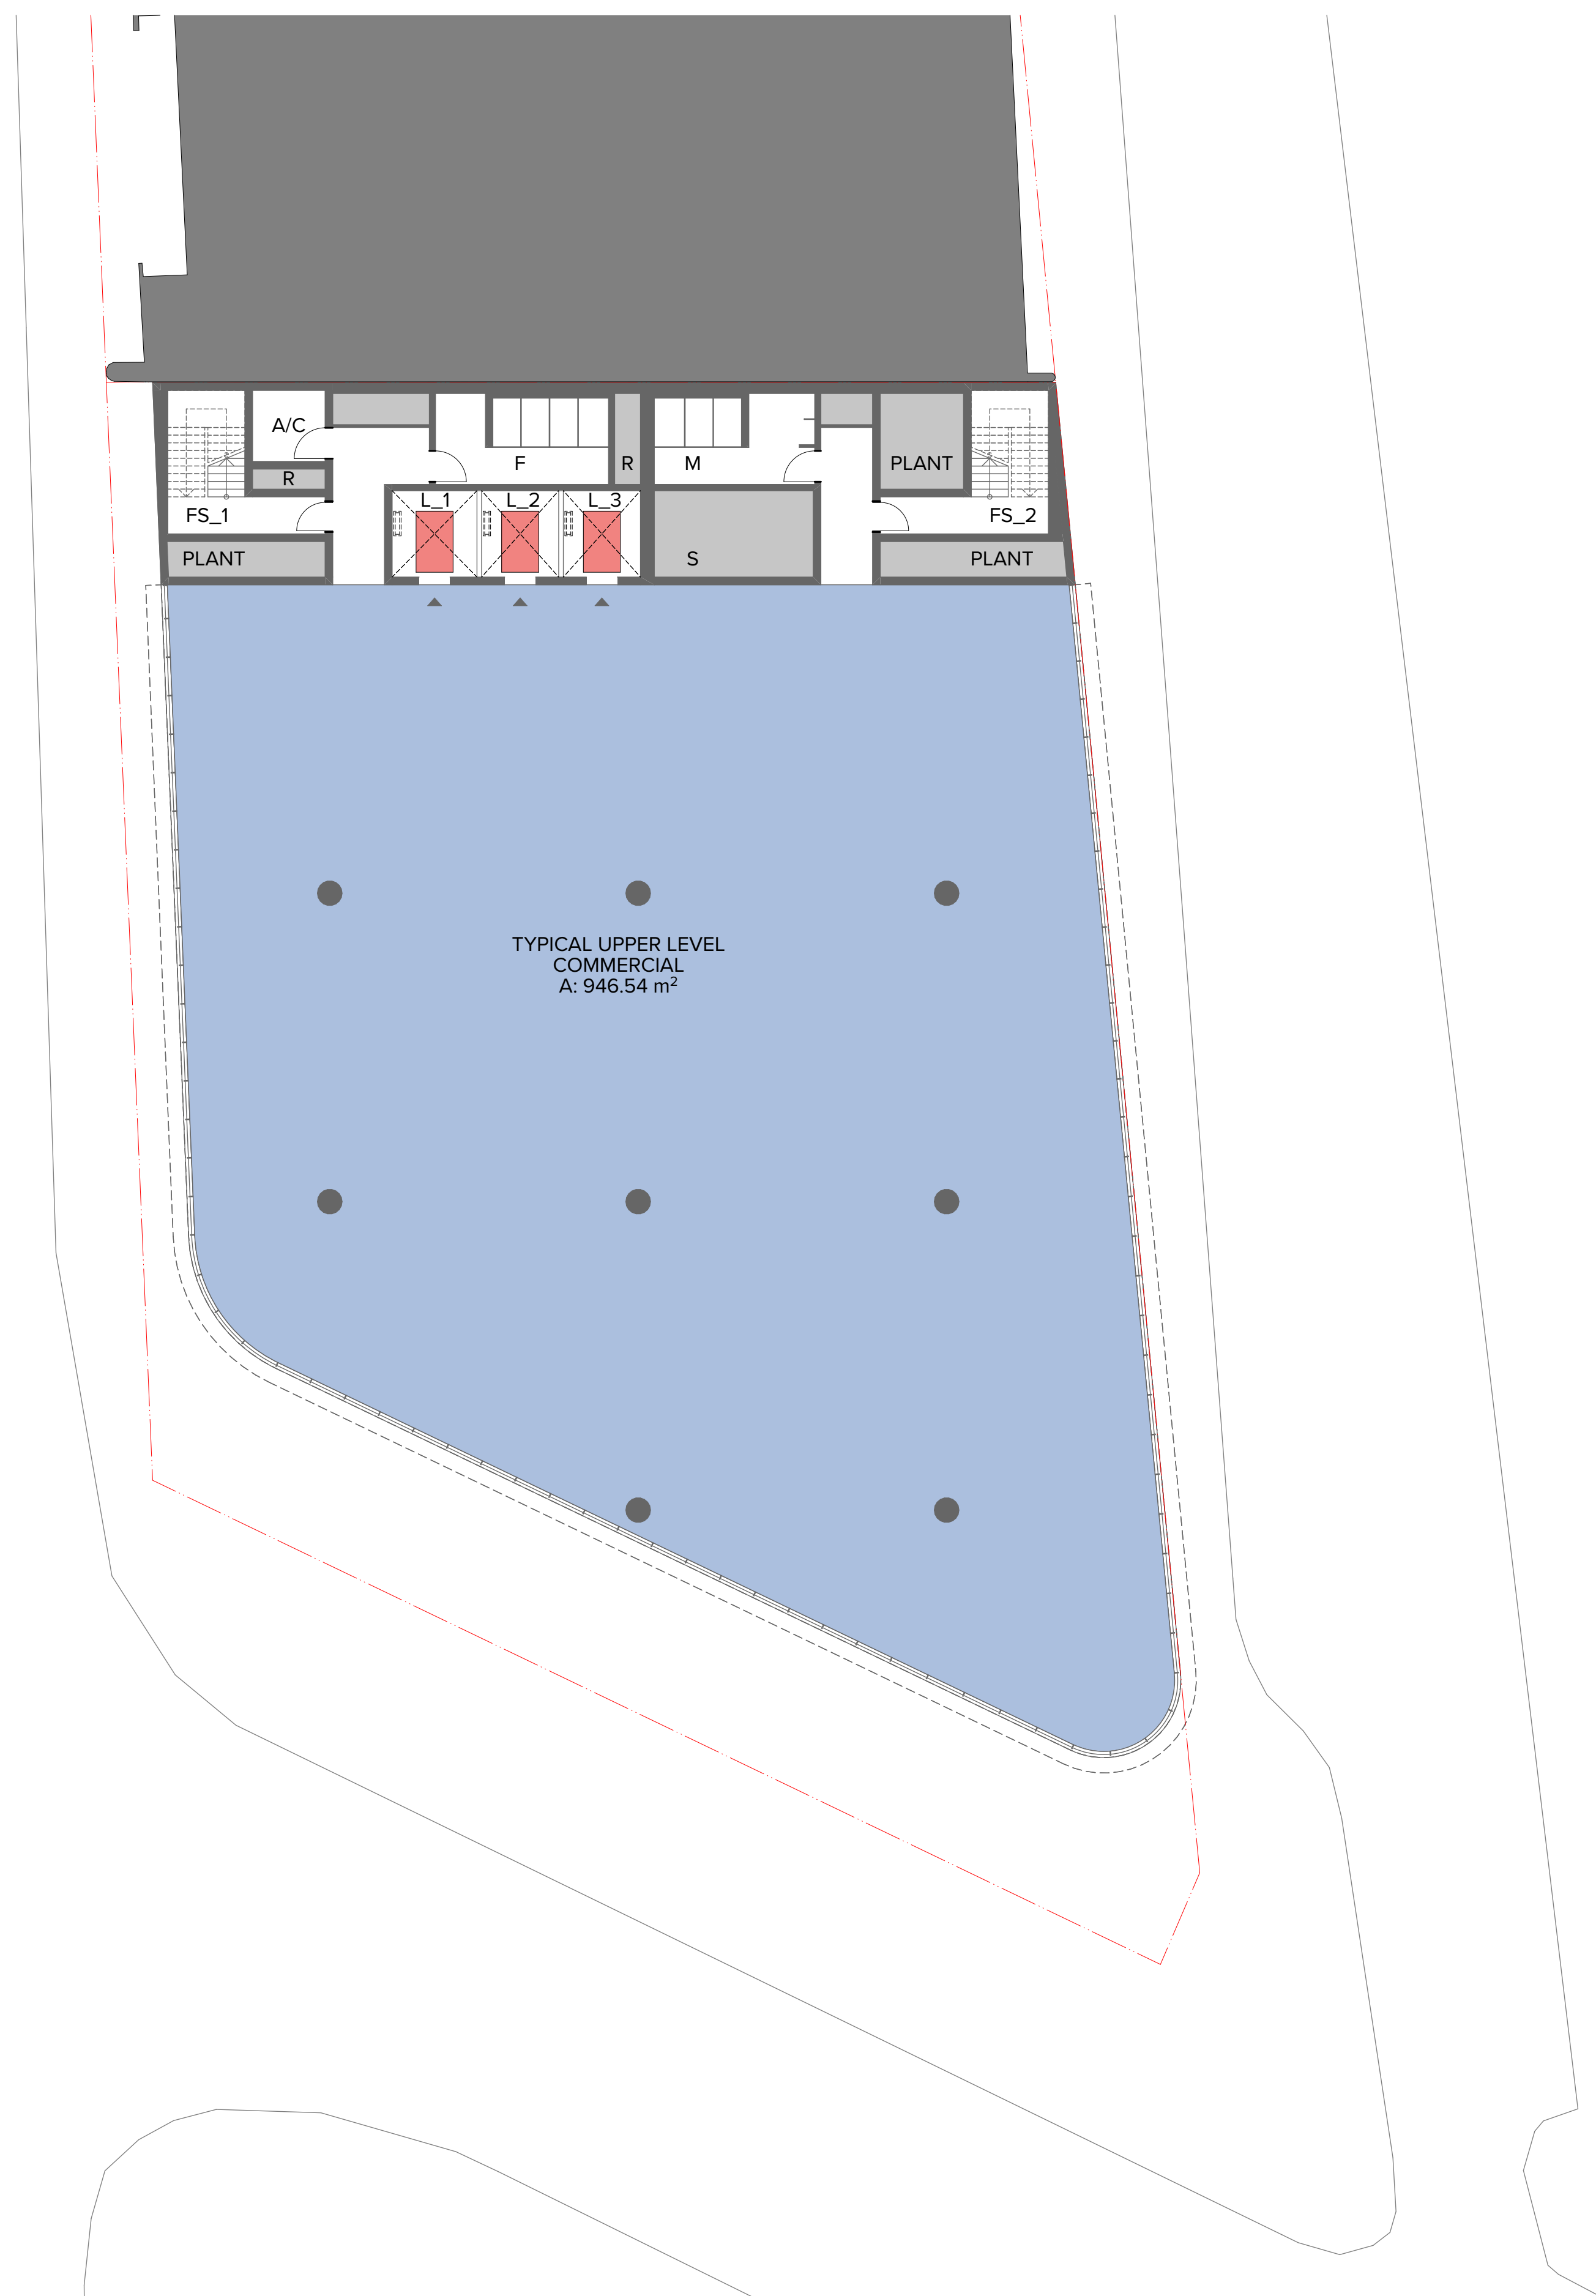 A/C
F
R
M
PLANT
R
L_1
L_2
L_3
FS_1
FS_2
PLANT
S
PLANT
TYPICAL UPPER LEVEL
COMMERCIAL
A: 946.54 m²